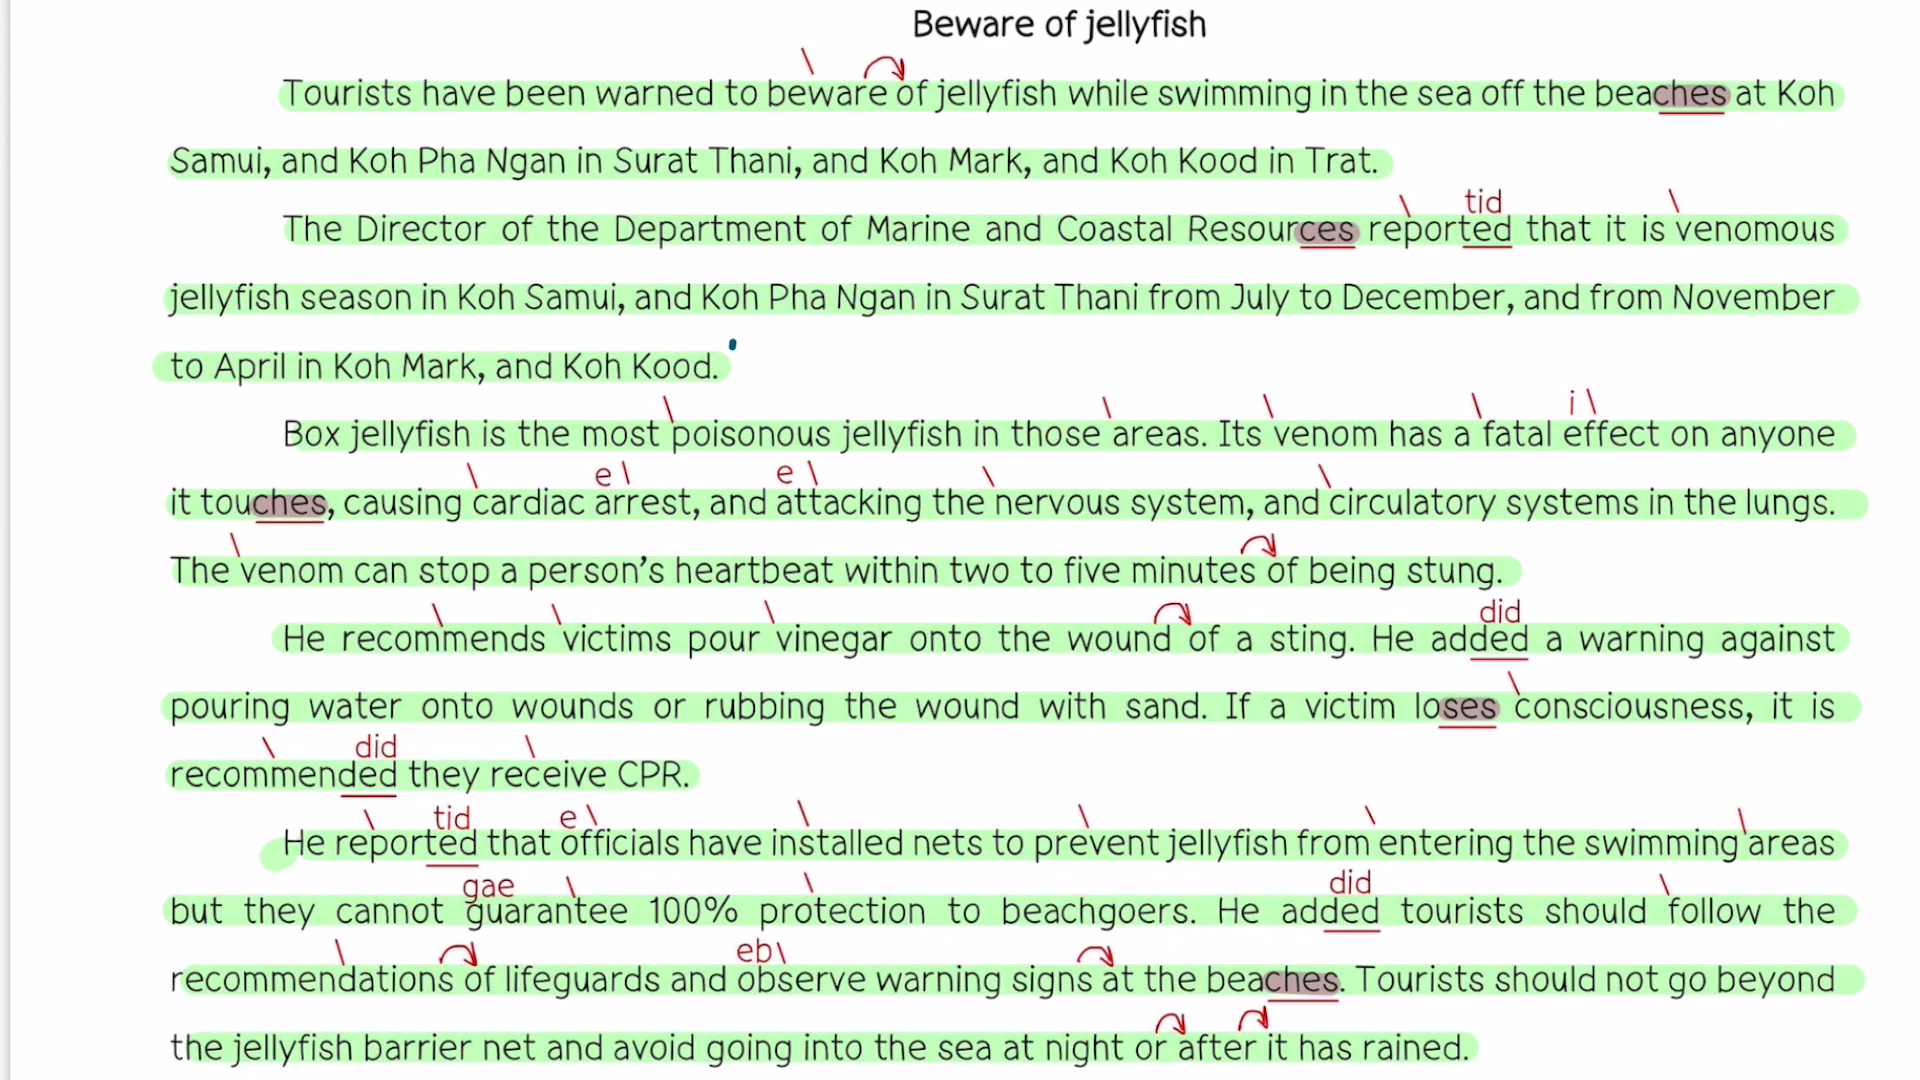 Beware of jellyfish
Tourists have been warned to beware of jellyfish while swimming in the sea off the beaches at Koh
Samui, and Koh Pha Ngan in Surat Thani, and Koh Mark, and Koh Kood in Trat.
tid
The Director of the Department of Marine and Coastal Resources reported that it is venomous
jellyfish season in Koh Samui, and Koh Pha Ngan in Surat Thani from July to December, and from November
to April in Koh Mark, and Koh Kood.
i
Box jellyfish is the most poisonous jellyfish in those areas. Its venom has a fatal effect on anyone
e e
it touches, causing cardiac arrest, and attacking the nervous system, and circulatory systems in the lungs.
The venom can stop a person's heartbeat within two to five minutes of being stung.
did
He recommends victims pour vinegar onto the wound of a sting. He added a warning against
pouring water onto wounds or rubbing the wound with sand. If a victim loses consciousness, it is
did
recommended they receive CPR.
tid e
He reported that officials have installed nets to prevent jellyfish from entering the swimming areas
gae did
but they cannot guarantee 100% protection to beachgoers. He added tourists should follow the
eb
recommendations of lifeguards and observe warning signs at the beaches. Tourists should not go beyond
the jellyfish barrier net and avoid going into the sea at night or after it has rained.